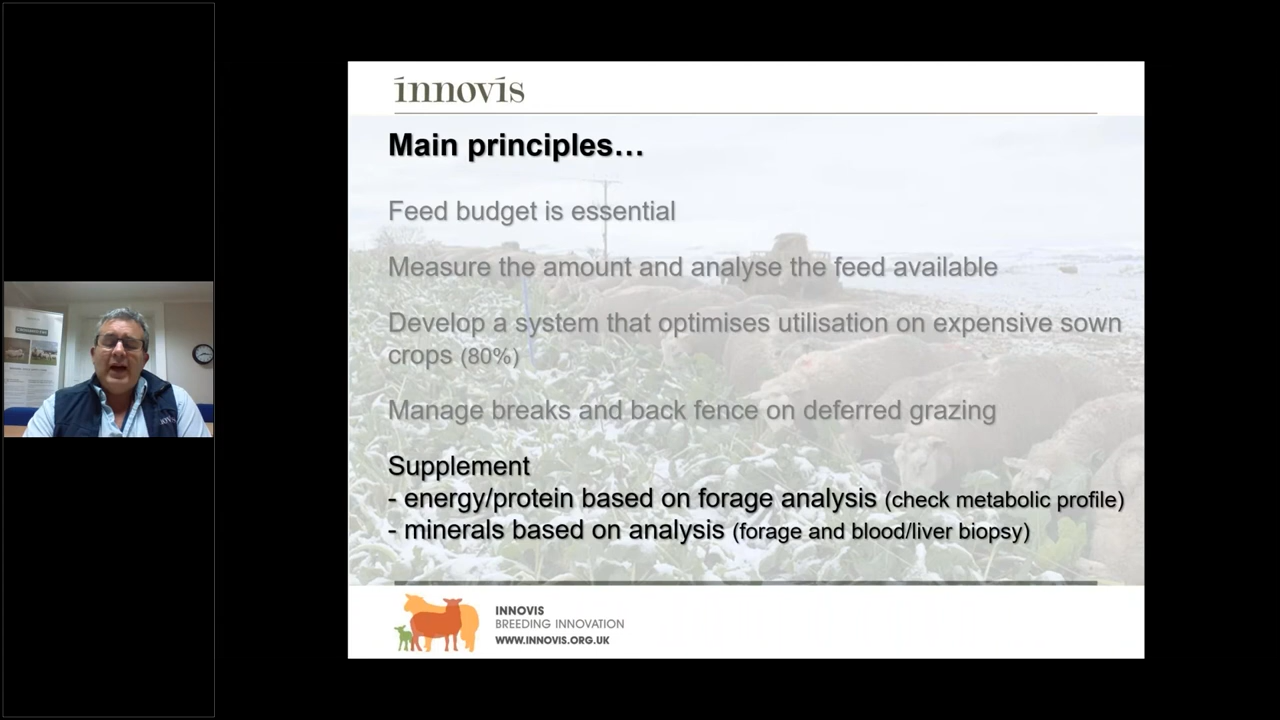 innovis
Main principles…
Feed budget is essential
Measure the amount and analyse the feed available
Develop a system that optimises utilisation on expensive sown
crops (80%)
Manage breaks and back fence on deferred grazing
Supplement
- energy/protein based on forage analysis (check metabolic profile)
- minerals based on analysis (forage and blood/liver biopsy)
INNOVIS
BREEDING INNOVATION
WWW.INNOVIS.ORG.UK